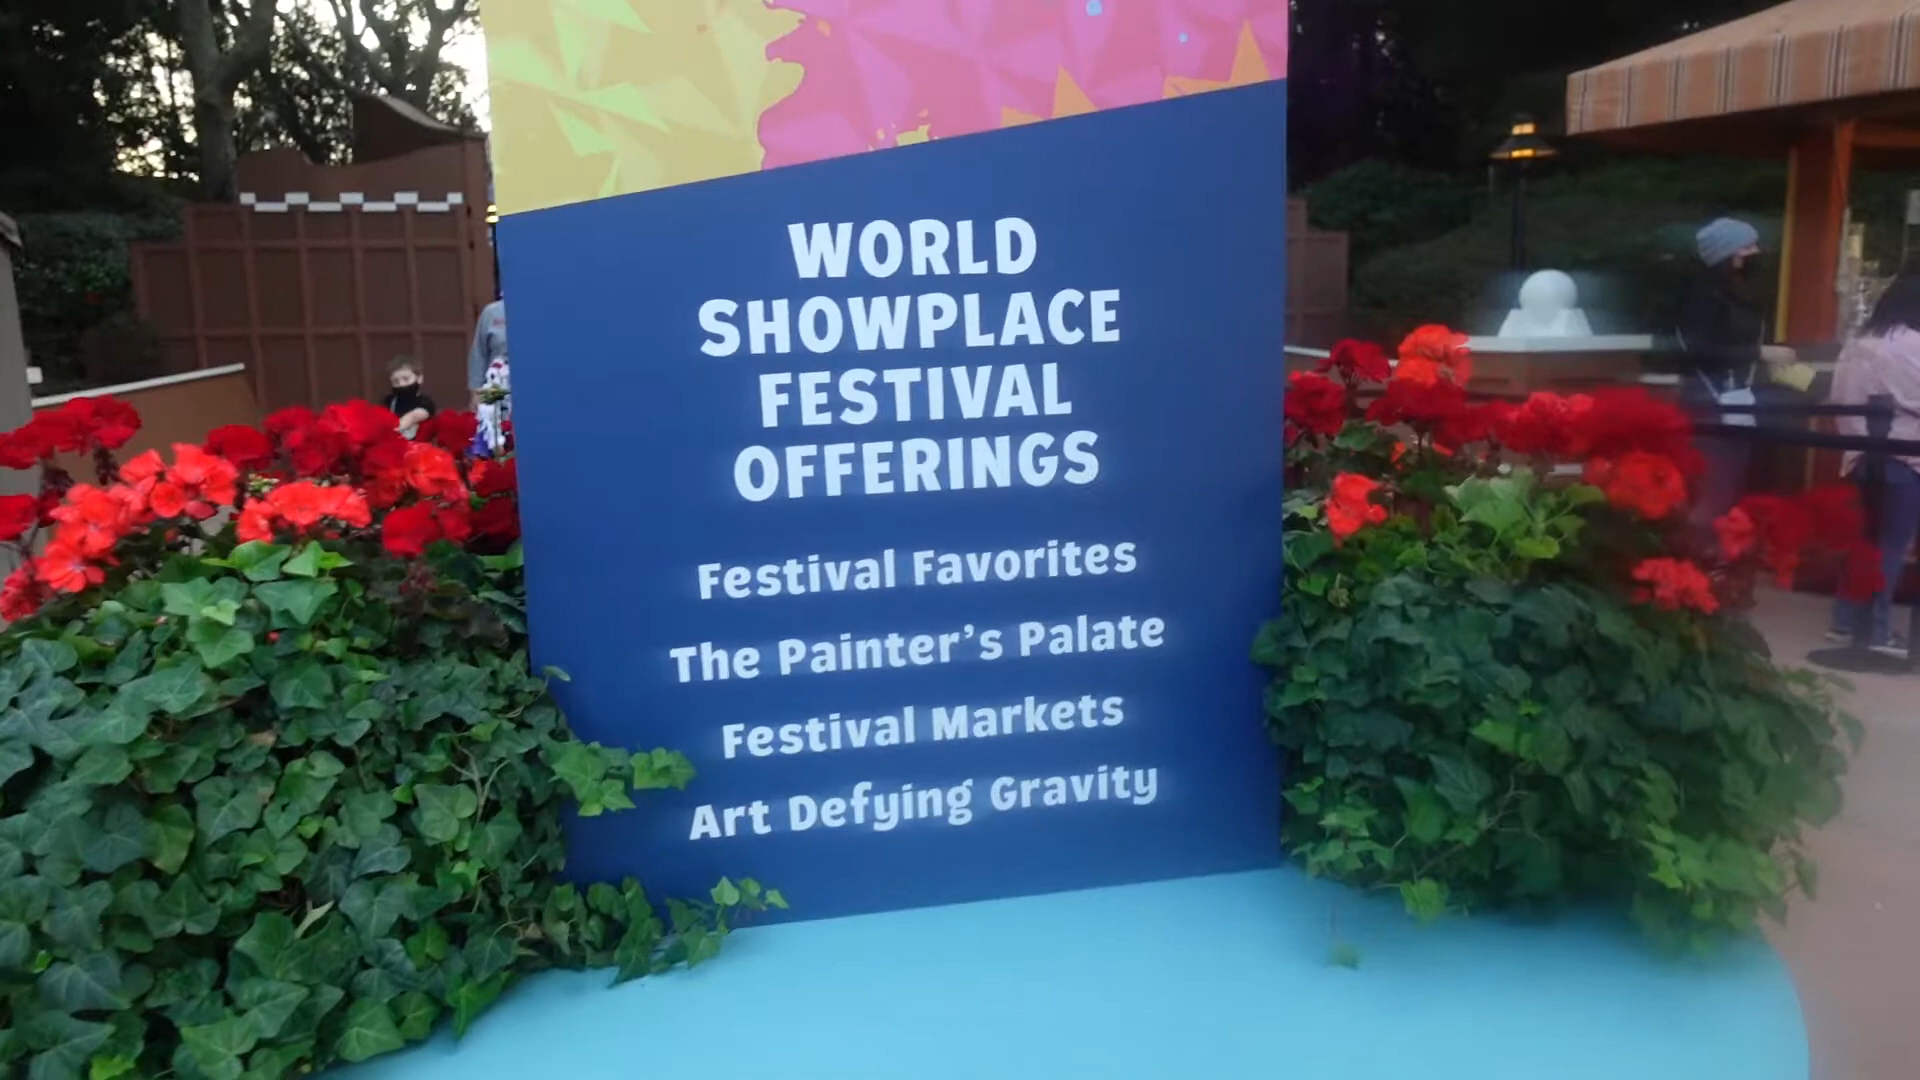 WORLD
SHOWPLACE
FESTIVAL
OFFERINGS
Festival Favorites
The Painter's Palate
Festival Markets
Art Defying Gravity